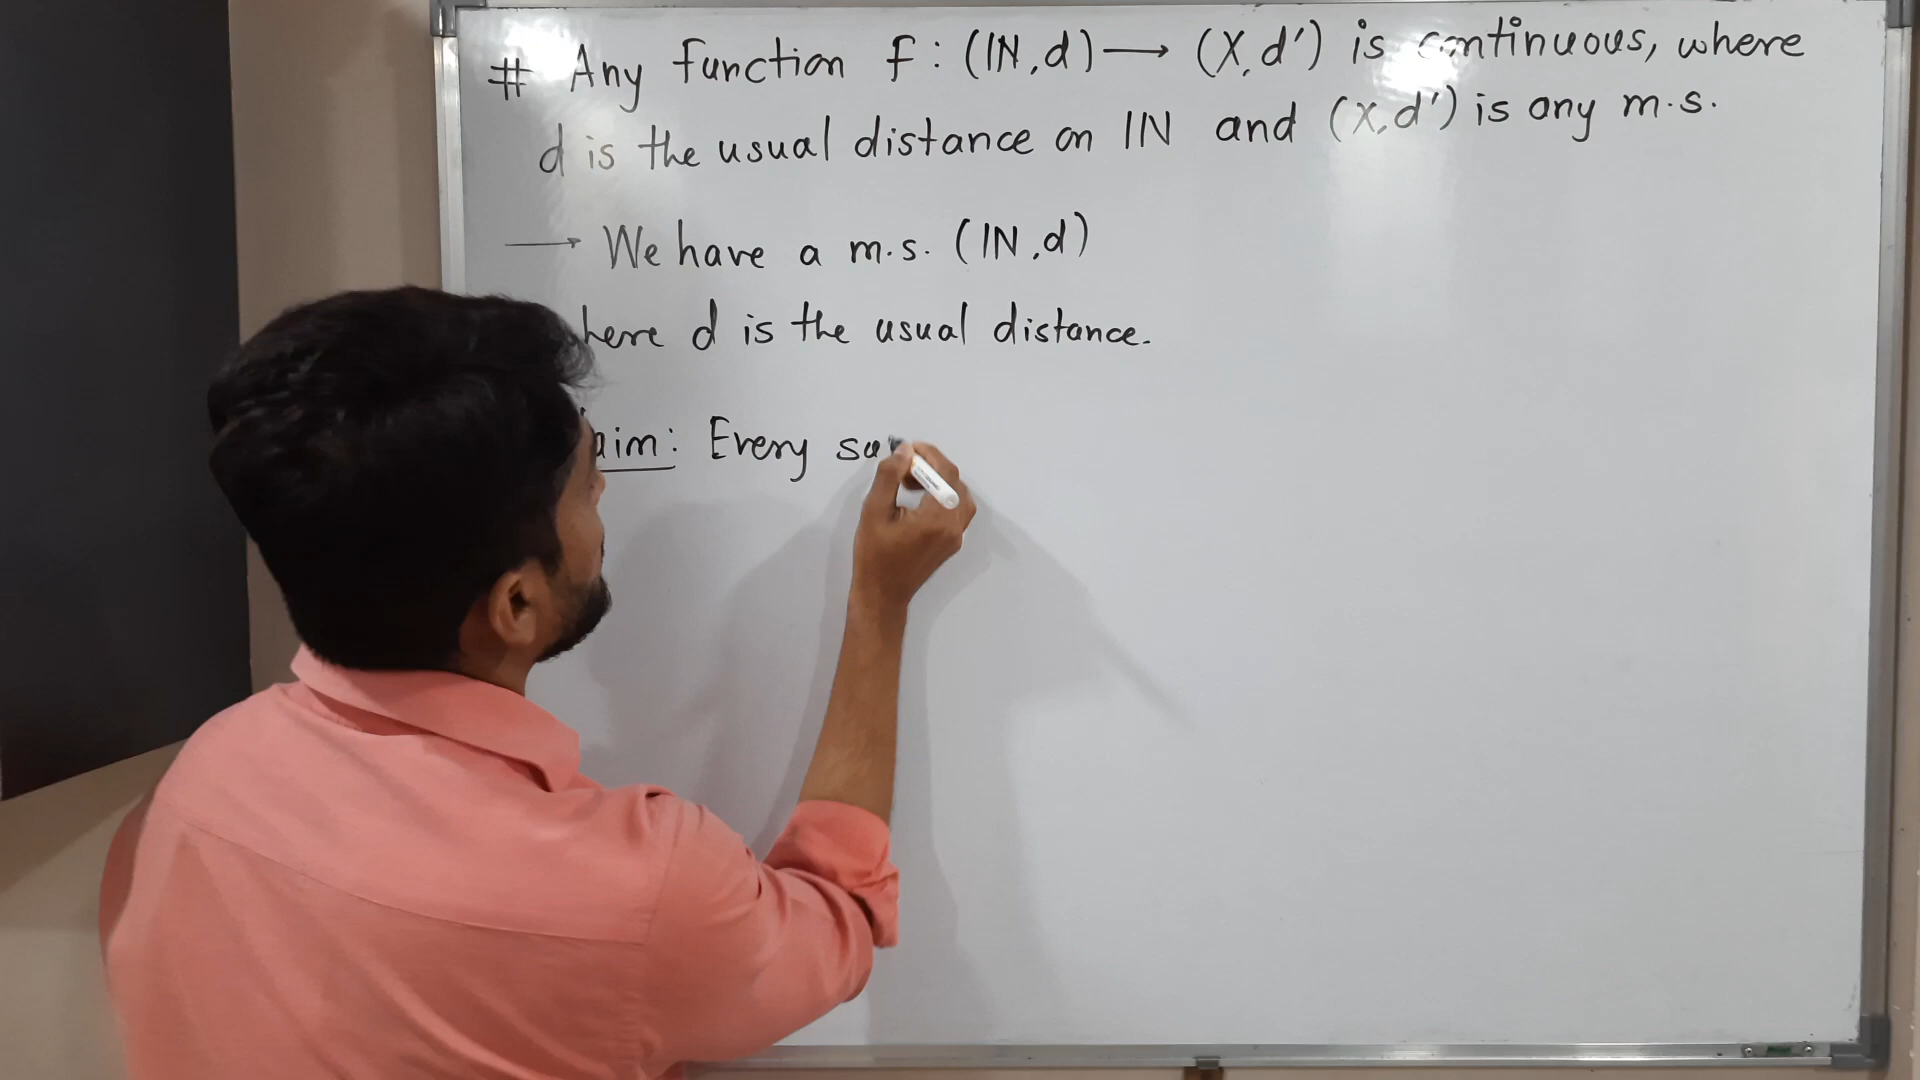 # Any function f : (IN, d) → (X, d') is continuous, where
d is the usual distance on IN and (X, d') is any m.s.
→ We have a m.s. (IN, d)
here d is the usual distance.
aim: Every su